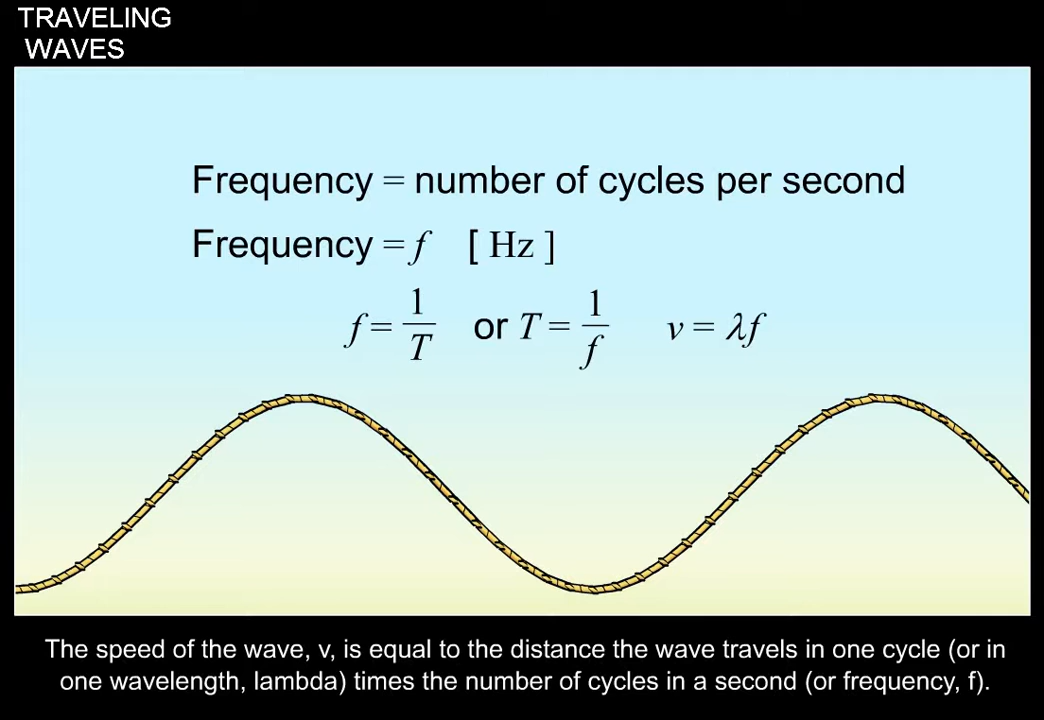 TRAVELING
WAVES
Frequency = number of cycles per second
Frequency = f [ Hz ]
f = 1/T or T = 1/f v = λf
The speed of the wave, v, is equal to the distance the wave travels in one cycle (or in
one wavelength, lambda) times the number of cycles in a second (or frequency, f).